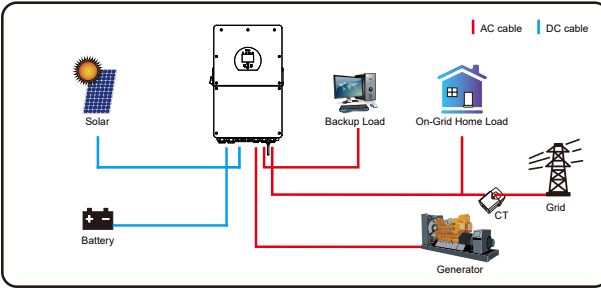 AC cable
DC cable
Solar
Backup Load
On-Grid Home Load
CT
Grid
Battery
Generator